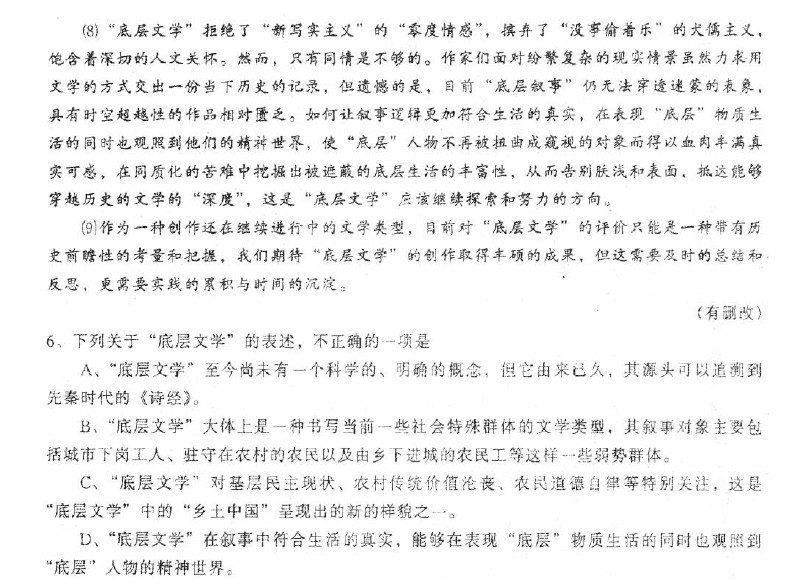 ⑻“底层文学”拒绝了“新写实主义”的“零度情感”，摈弃了“没事偷着乐”的犬儒主义，
饱含着深切的人文关怀。然而，只有同情是不够的。作家们面对纷繁复杂的现实情景虽然力求用
文学的方式交出一份当下历史的记录，但遗憾的是，目前“底层叙事”仍无法穿透迷蒙的表象，
具有时空超越性的作品相对匮乏。如何让叙事逻辑更加符合生活的真实，在表现“底层”物质生
活的同时也观照到他们的精神世界，使“底层”人物不再被扭曲成窥视的对象而得以血肉丰满真
实可感，在同质化的苦难中挖掘出被遮蔽的底层生活的丰富性，从而告别肤浅和表面，抵达能够
穿越历史的文学的“深度”，这是“底层文学”应该继续探索和努力的方向。
⑼作为一种创作还在继续进行中的文学类型，目前对“底层文学”的评价只能是一种带有历
史前瞻性的考量和把握，我们期待“底层文学”的创作取得丰硕的成果，但这需要及时的总结和
反思，更需要实践的累积与时间的沉淀。
（有删改）
6、下列关于“底层文学”的表述，不正确的一项是
A、“底层文学”至今尚未有一个科学的、明确的概念，但它由来已久，其源头可以追溯到
先秦时代的《诗经》。
B、“底层文学”大体上是一种书写当前一些社会特殊群体的文学类型，其叙事对象主要包
括城市下岗工人、驻守在农村的农民以及由乡下进城的农民工等这样一些弱势群体。
C、“底层文学”对基层民主现状、农村传统价值沦丧、农民道德自律等特别关注，这是
“底层文学”中的“乡土中国”呈现出的新的样貌之一。
D、“底层文学”在叙事中符合生活的真实，能够在表现“底层”物质生活的同时也观照到
“底层”人物的精神世界。